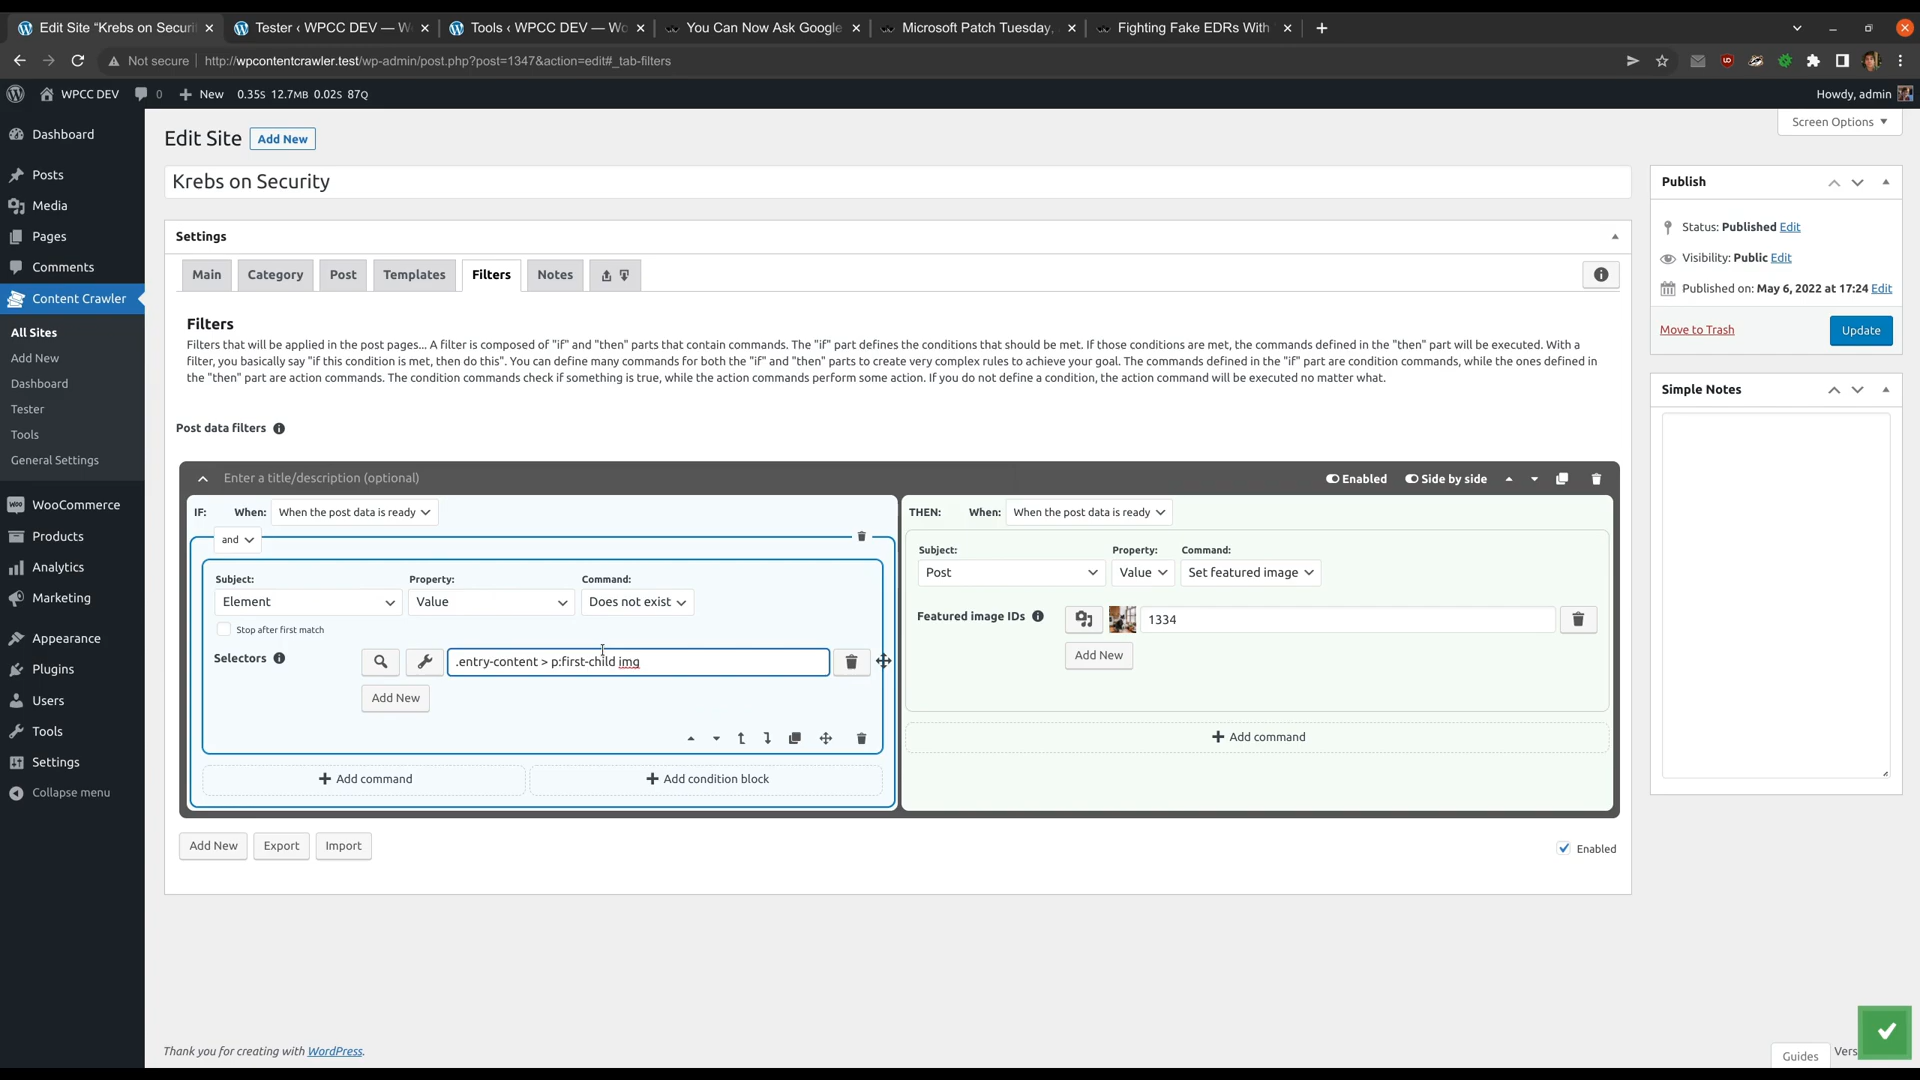 Edit Site “Krebs on Securi
Tester ‹ WPCC DEV — W
Tools ‹ WPCC DEV — Wo
You Can Now Ask Google
Microsoft Patch Tuesday,
Fighting Fake EDRs With
Not secure
http://wpcontentcrawler.test/wp-admin/post.php?post=1347&action=edit#_tab-filters
WPCC DEV
0
New
0.35S 12.7MB 0.02S 87Q
Howdy, admin
Dashboard
Posts
Media
Pages
Comments
Content Crawler
All Sites
Add New
Dashboard
Tester
Tools
General Settings
WooCommerce
Products
Analytics
Marketing
Appearance
Plugins
Users
Tools
Settings
Collapse menu
Screen Options
Edit Site
Add New
Krebs on Security
Settings
Main
Category
Post
Templates
Filters
Notes
Filters
Filters that will be applied in the post pages... A filter is composed of "if" and "then" parts that contain commands. The "if" part defines the conditions that should be met. If those conditions are met, the commands defined in the "then" part will be executed. With a
filter, you basically say "if this condition is met, then do this". You can define many commands for both the "if" and "then" parts to create very complex rules to achieve your goal. The commands defined in the "if" part are condition commands, while the ones defined in
the "then" part are action commands. The condition commands check if something is true, while the action commands perform some action. If you do not define a condition, the action command will be executed no matter what.
Post data filters
Enter a title/description (optional)
Enabled
Side by side
IF:
When:
When the post data is ready
and
Subject:
Property:
Command:
Element
Value
Does not exist
Stop after first match
Selectors
.entry-content > p:first-child img
Add New
Add command
Add condition block
THEN:
When:
When the post data is ready
Subject:
Property:
Command:
Post
Value
Set featured image
Featured image IDs
1334
Add New
Add command
Add New
Export
Import
Enabled
Publish
Status: Published Edit
Visibility: Public Edit
Published on: May 6, 2022 at 17:24 Edit
Move to Trash
Update
Simple Notes
Thank you for creating with WordPress.
Guides
Vers